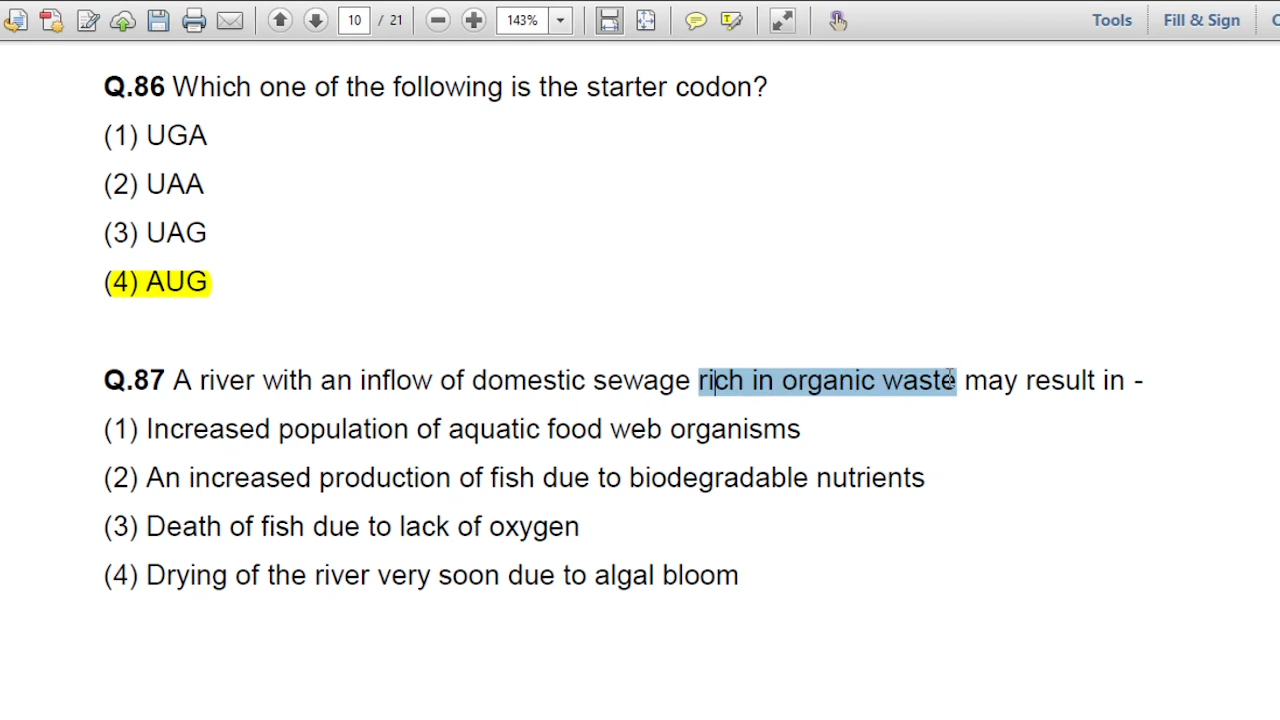 10 / 21 143% Tools Fill & Sign
Q.86 Which one of the following is the starter codon?
(1) UGA
(2) UAA
(3) UAG
(4) AUG
Q.87 A river with an inflow of domestic sewage rich in organic waste may result in -
(1) Increased population of aquatic food web organisms
(2) An increased production of fish due to biodegradable nutrients
(3) Death of fish due to lack of oxygen
(4) Drying of the river very soon due to algal bloom